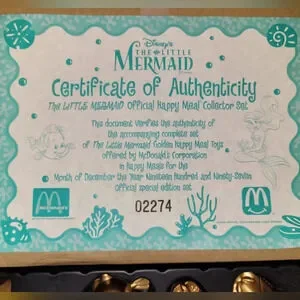 Disney's
THE LITTLE
MERMAID
Certificate of Authenticity
The LITTLE MERMAID Official Happy Meal Collector Set
This document verifies the authenticity of
the accompanying complete set
of The Little Mermaid Golden Happy Meal Toys
offered by McDonald's Corporation
in Happy Meals for the
Month of December the Year Nineteen Hundred and Ninety-Seven
Official special edition set
McDonald's
02274